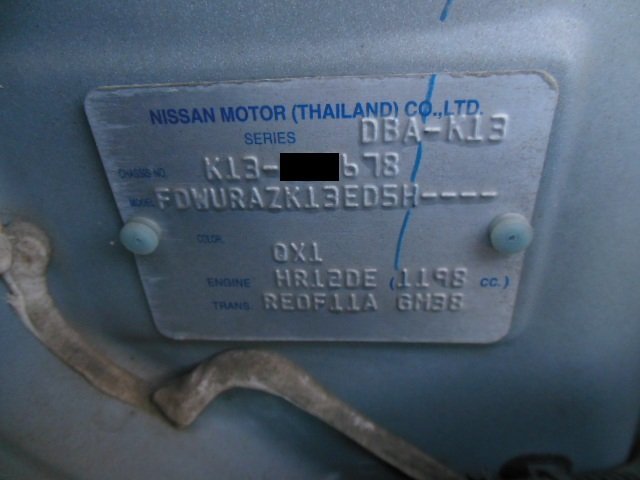 NISSAN MOTOR (THAILAND) CO.,LTD.
SERIES DBA-K13
CHASSIS NO. K13- 678
MODEL FDWURAZK13ED5H----
COLOR QX1
ENGINE HR12DE (1198 CC.)
TRANS. RE0F11A GM38